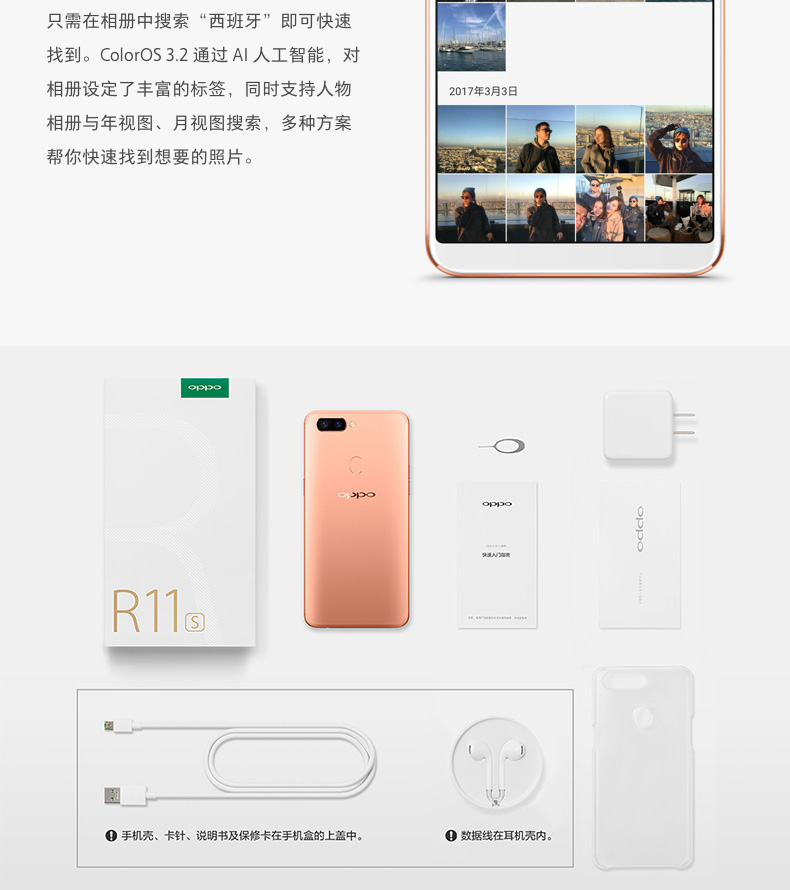 只需在相册中搜索“西班牙”即可快速
找到。ColorOS 3.2 通过 AI 人工智能，对
相册设定了丰富的标签，同时支持人物
相册与年视图、月视图搜索，多种方案
帮你快速找到想要的照片。
2017年3月3日
oppo
R11 S
oppo
oppo
快速入门指南
oppo
❗手机壳、卡针、说明书及保修卡在手机盒的上盖中。
❗数据线在耳机壳内。